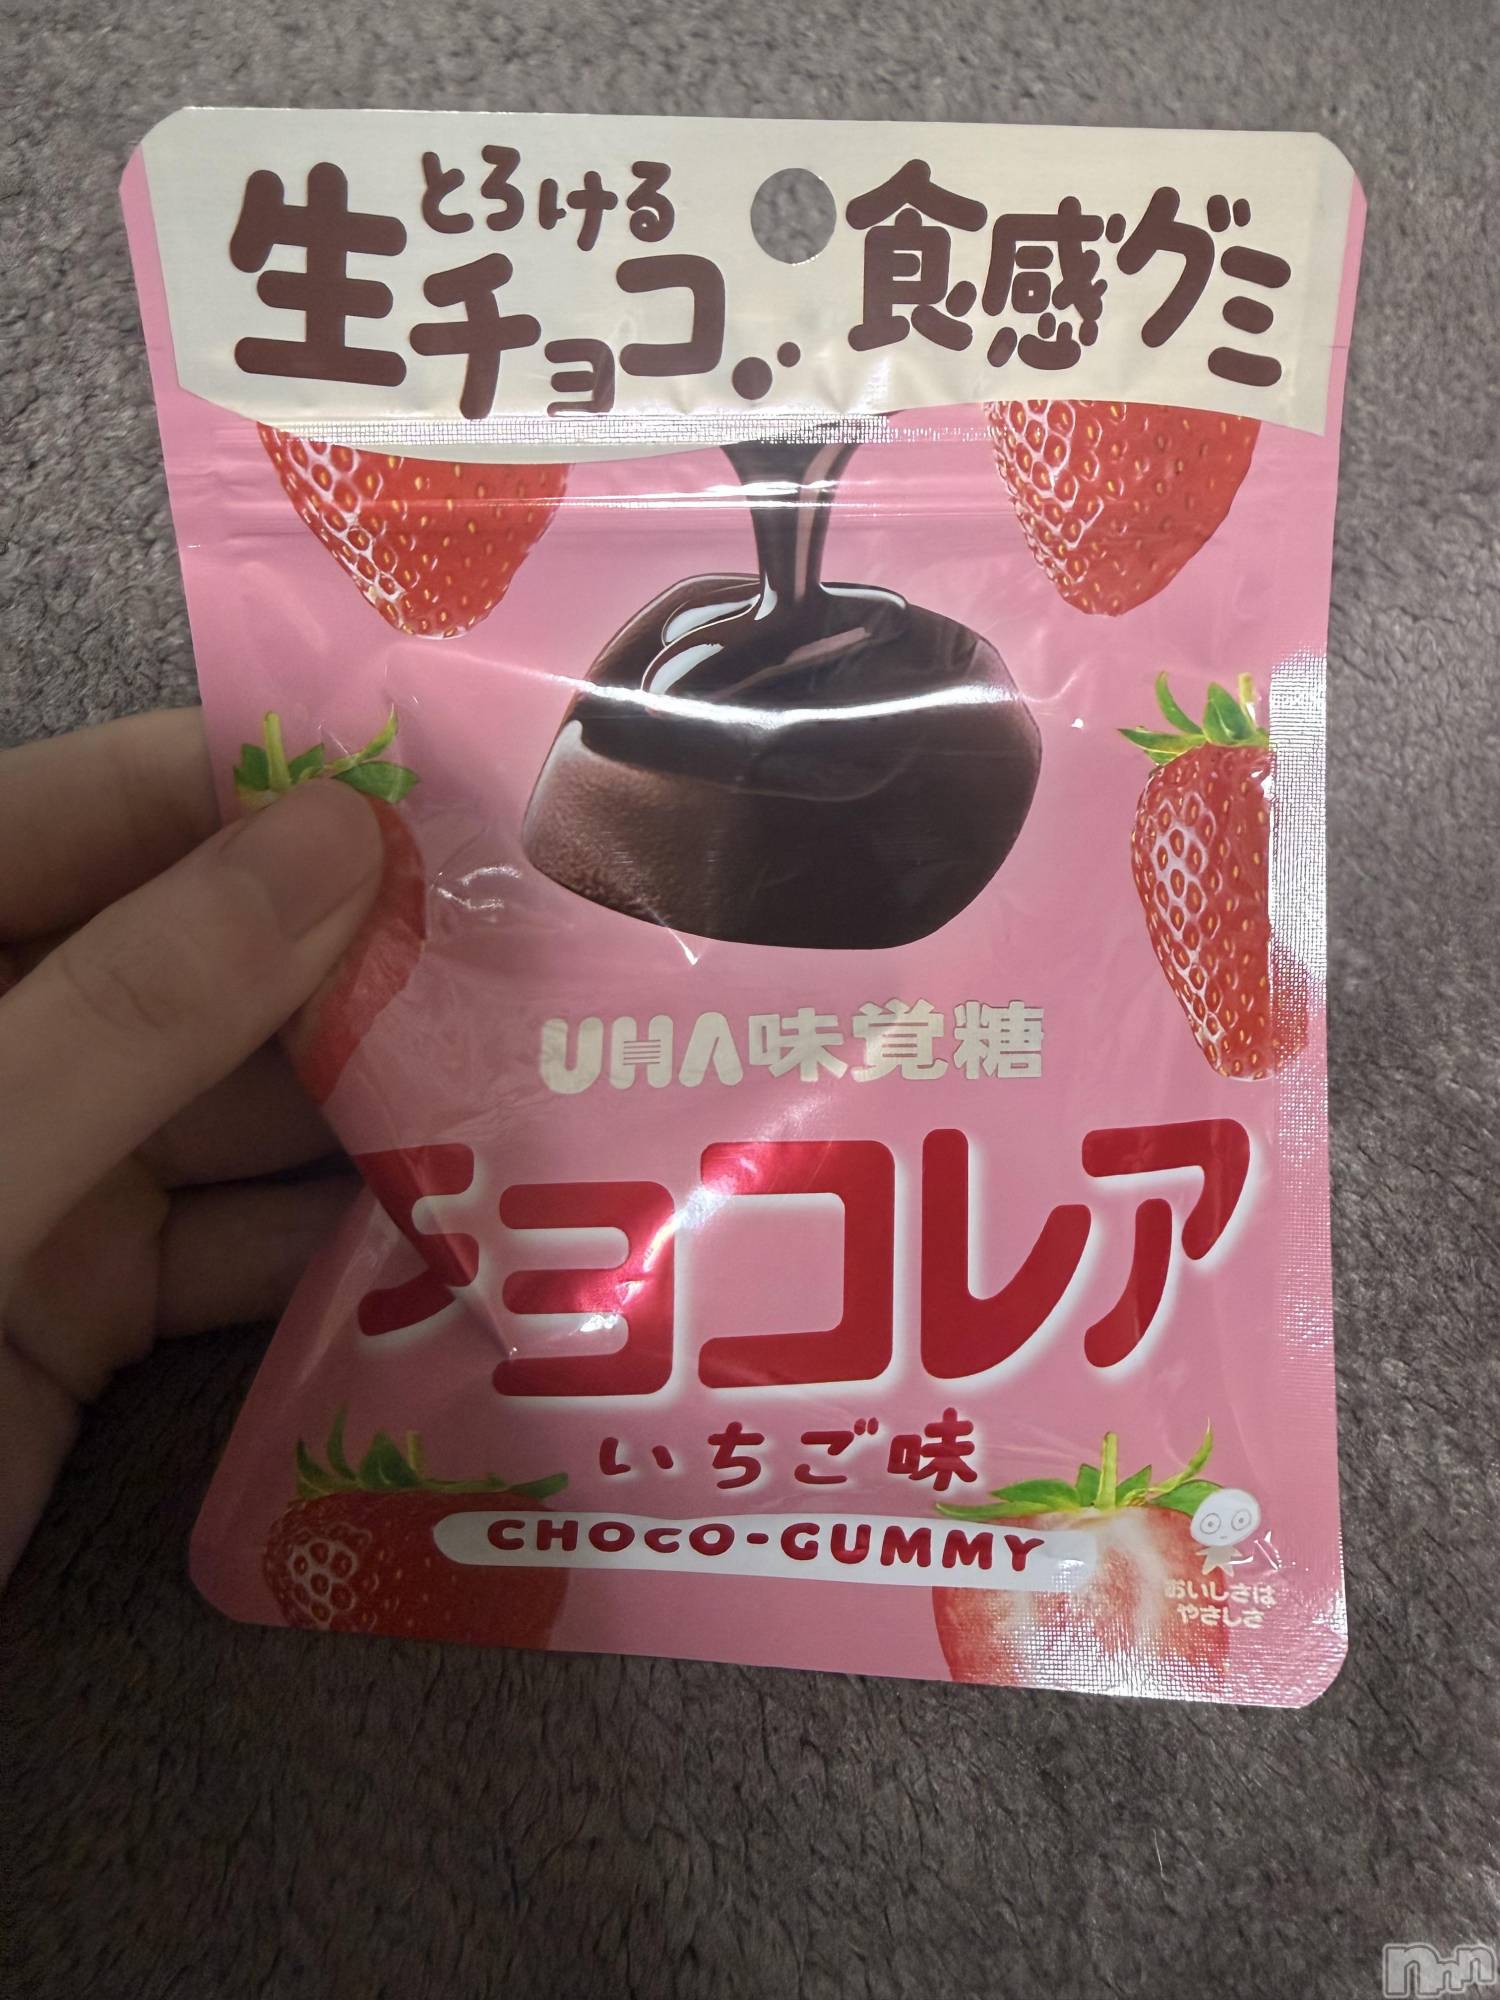 とろける
生チョコ食感グミ
UHA味覚糖
チョコレア
いちご味
CHOCO-GUMMY
おいしさは
やさしさ